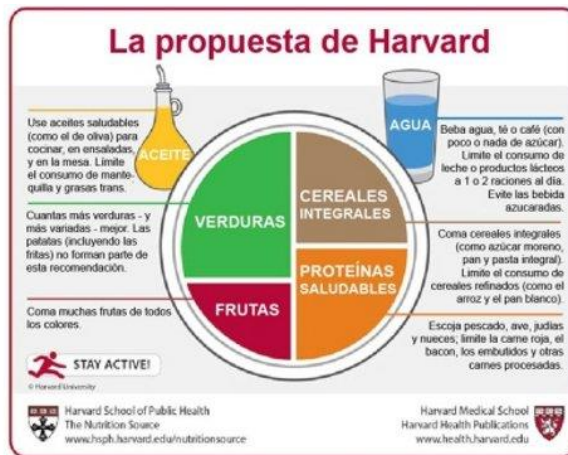 La propuesta de Harvard
Use aceites saludables
(como el de oliva) para
cocinar, en ensaladas,
y en la mesa. Límite
el consumo de mante-
quilla y grasas trans.
ACEITE
Cuantas más verduras - y
más variadas - mejor. Las
patatas (incluyendo las
fritas) no forman parte de
esta recomendación.
Coma muchas frutas de todos
los colores.
VERDURAS
FRUTAS
CEREALES
INTEGRALES
PROTEÍNAS
SALUDABLES
AGUA
Beba agua, té o café (con
poco o nada de azúcar).
Limite el consumo de
leche o productos lácteos
a 1 o 2 raciones al día.
Evite las bebida
azucaradas.
Coma cereales integrales
(como azúcar moreno,
pan y pasta integral).
Limite el consumo de
cereales refinados (como el
arroz y el pan blanco).
Escoja pescado, ave, judías
y nueces; limite la carne roja, el
bacon, los embutidos y otras
carnes procesadas.
STAY ACTIVE!
© Harvard University
Harvard School of Public Health
The Nutrition Source
www.hsph.harvard.edu/nutritionsource
Harvard Medical School
Harvard Health Publications
www.health.harvard.edu